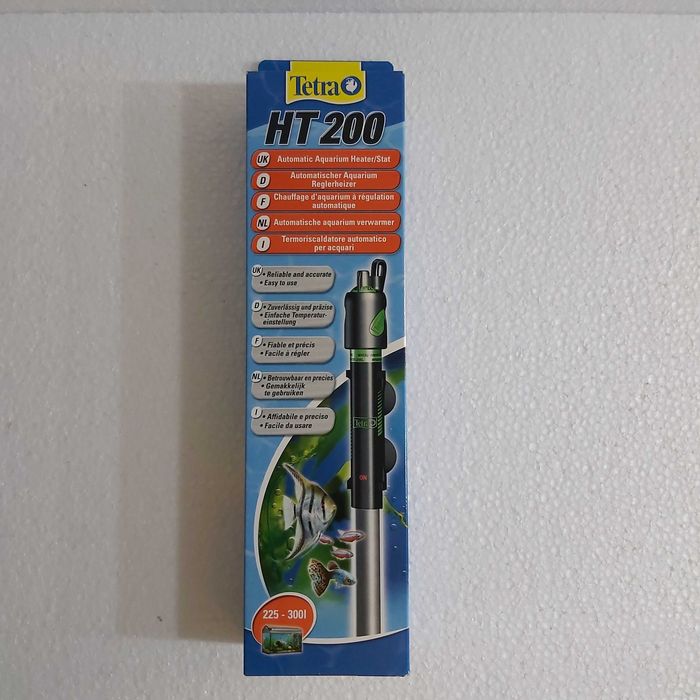 Tetra
HT 200
UK Automatic Aquarium Heater/Stat
D Automatischer Aquarium
Reglerheizer
F Chauffage d'aquarium à régulation
automatique
NL Automatische aquarium verwarmer
I Termoriscaldatore automatico
per acquari
UK • Reliable and accurate
• Easy to use
D • Zuverlässig und präzise
• Einfache Temperatur-
einstellung
F • Fiable et précis
• Facile à régler
NL • Betrouwbaar en precies
• Gemakkelijk
te gebruiken
I • Affidabile e preciso
• Facile da usare
Tetra
ON
225 - 300l